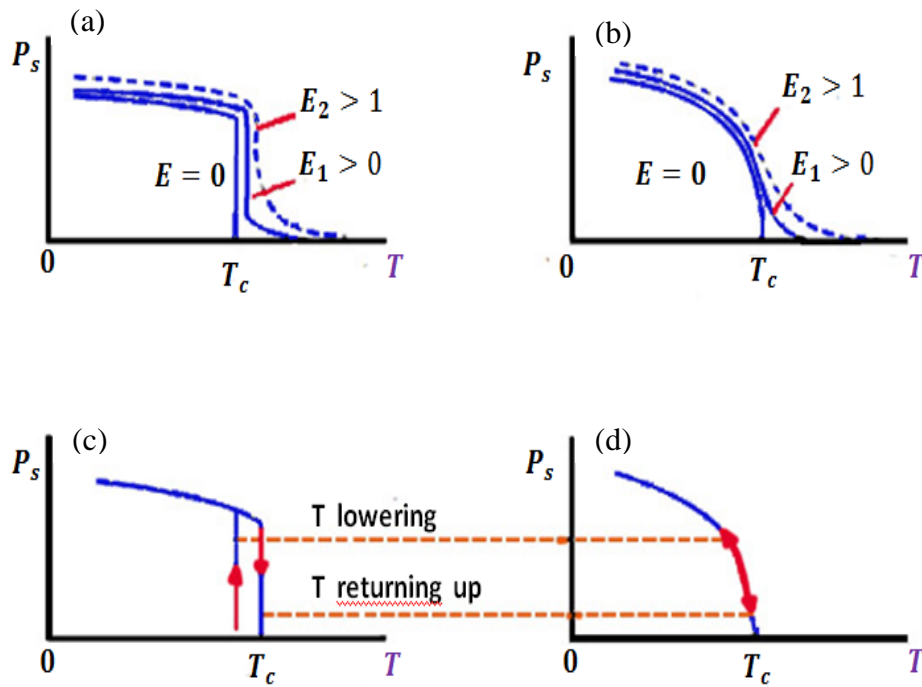 (a)
P_s
E_2 > 1
E = 0
E_1 > 0
0
T_c
T
(b)
P_s
E_2 > 1
E_1 > 0
E = 0
0
T_c
T
(c)
P_s
T lowering
T returning up
0
T_c
T
(d)
P_s
0
T_c
T